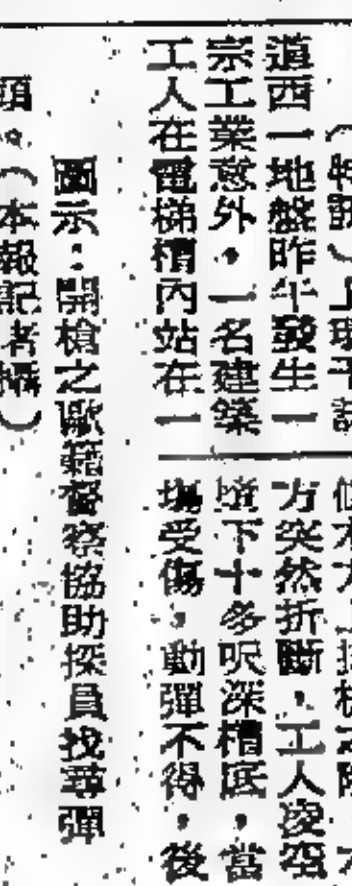 （特訊）上環干諾
道西一地盤昨午發生一
宗工業意外，一名建築
工人在電梯槽內站在一
方突然折斷，工人凌空
墮下十多呎深槽底，當
塲受傷，動彈不得，後
圖示：開槍之歐籍督察協助探員找尋彈
頭。（本報記者攝）